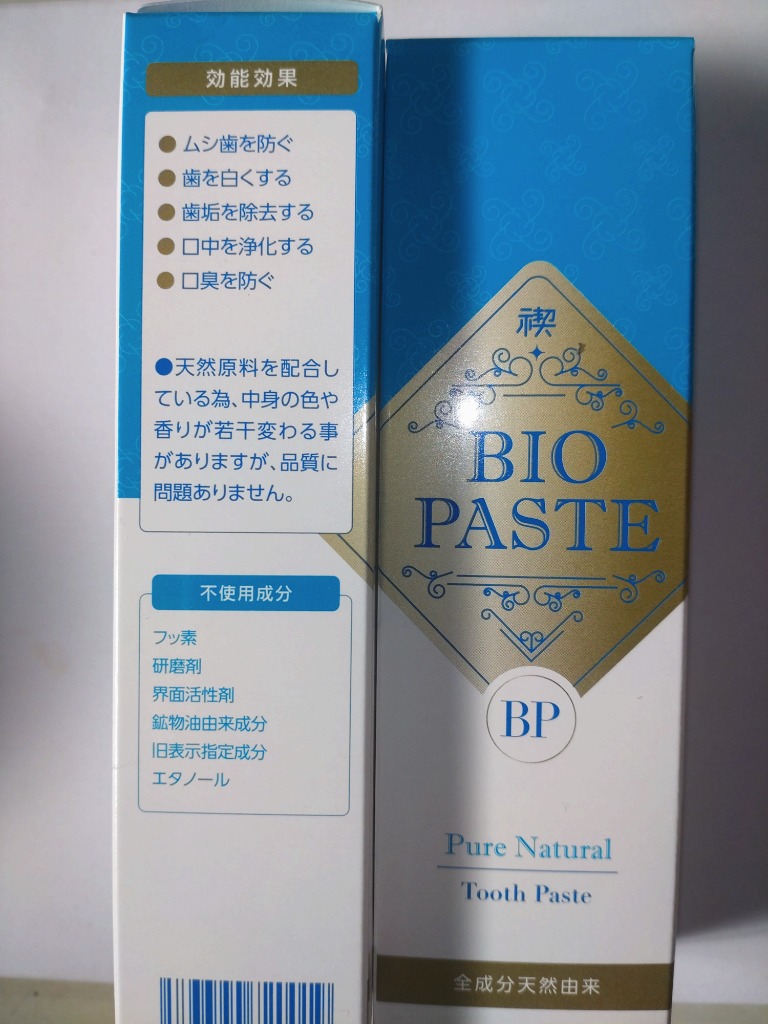 効能効果
●ムシ歯を防ぐ
●歯を白くする
●歯垢を除去する
●口中を浄化する
●口臭を防ぐ
●天然原料を配合し
ている為、中身の色や
香りが若干変わる事
がありますが、品質に
問題ありません。
不使用成分
フッ素
研磨剤
界面活性剤
鉱物油由来成分
旧表示指定成分
エタノール
禊
BIO
PASTE
BP
Pure Natural
Tooth Paste
全成分天然由来